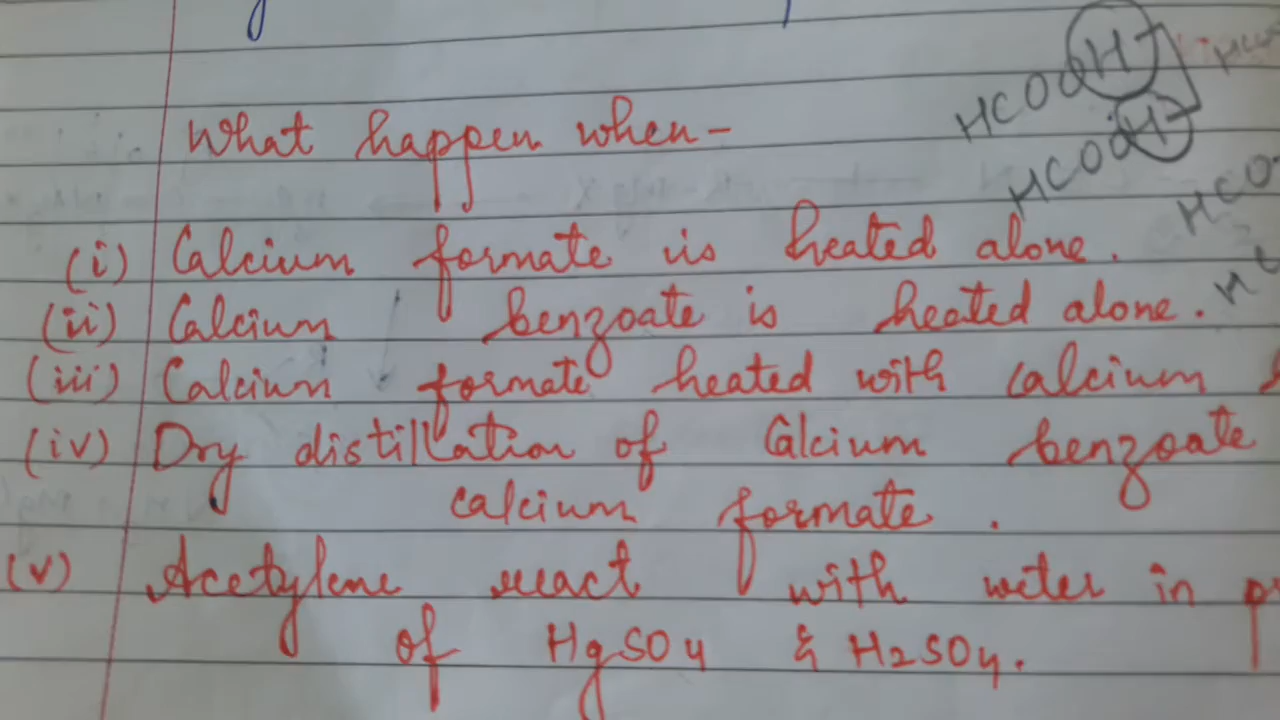 What happen when-
HCOOH
HCOOH
HCO
(i) Calcium formate is heated alone.
(ii) Calcium benzoate is heated alone.
(iii) Calcium formate heated with calcium
(iv) Dry distillation of Calcium benzoate
calcium formate.
(v) Acetylene react with water in
of HgSO4 & H2SO4.